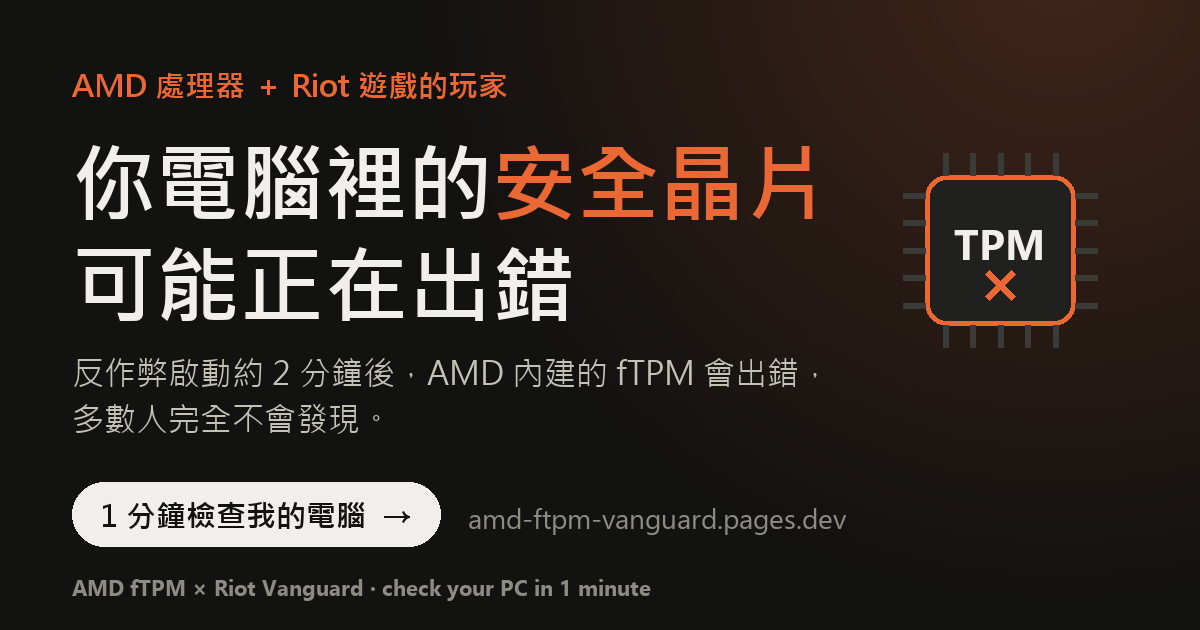 AMD 處理器 + Riot 遊戲的玩家
你電腦裡的安全晶片
可能正在出錯
TPM
×
反作弊啟動約 2 分鐘後，AMD 內建的 fTPM 會出錯，
多數人完全不會發現。
1 分鐘檢查我的電腦 →
amd-ftpm-vanguard.pages.dev
AMD fTPM × Riot Vanguard · check your PC in 1 minute